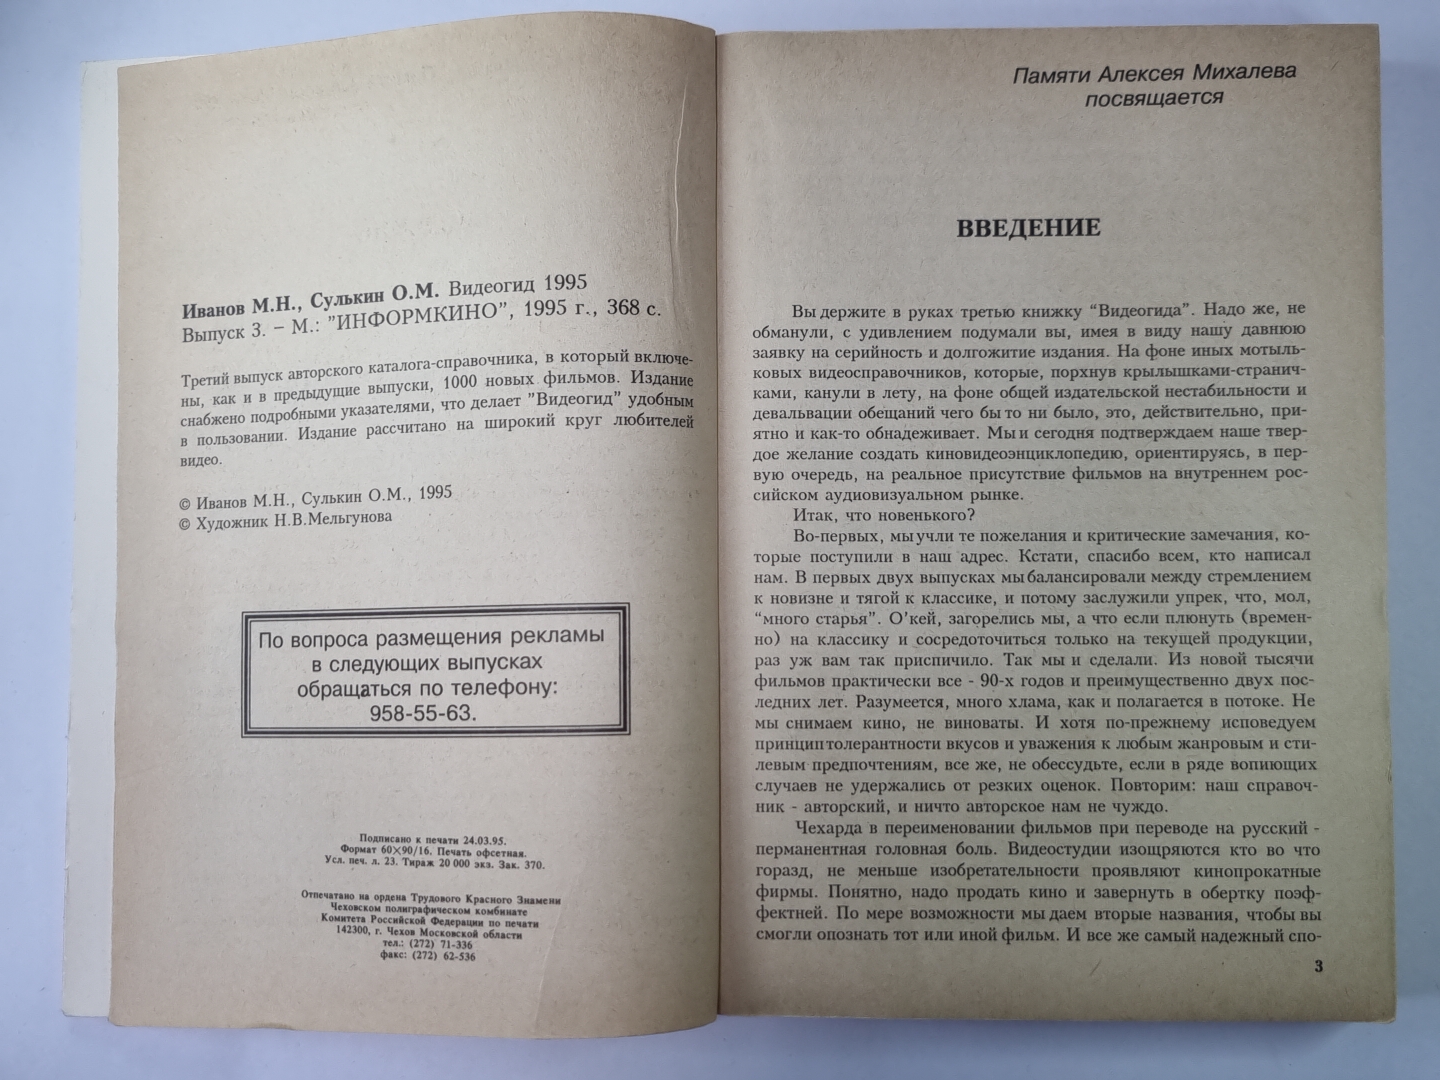 Иванов М.Н., Сулькин О.М. Видеогид 1995
Выпуск 3. – М.: "ИНФОРМКИНО", 1995 г., 368 с.
Третий выпуск авторского каталога-справочника, в который включе-
ны, как и в предыдущие выпуски, 1000 новых фильмов. Издание
снабжено подробными указателями, что делает "Видеогид" удобным
в пользовании. Издание рассчитано на широкий круг любителей
видео.
© Иванов М.Н., Сулькин О.М., 1995
© Художник Н.В.Мельгунова
По вопроса размещения рекламы
в следующих выпусках
обращаться по телефону:
958-55-63.
Подписано к печати 24.03.95.
Формат 60×90/16. Печать офсетная.
Усл. печ. л. 23. Тираж 20 000 экз. Зак. 370.
Отпечатано на ордена Трудового Красного Знамени
Чеховском полиграфическом комбинате
Комитета Российской Федерации по печати
142300, г. Чехов Московской области
тел.: (272) 71-336
факс: (272) 62-536
Памяти Алексея Михалева
посвящается
ВВЕДЕНИЕ
Вы держите в руках третью книжку “Видеогида”. Надо же, не
обманули, с удивлением подумали вы, имея в виду нашу давнюю
заявку на серийность и долгожитие издания. На фоне иных мотыль-
ковых видеосправочников, которые, порхнув крылышками-странич-
ками, канули в лету, на фоне общей издательской нестабильности и
девальвации обещаний чего бы то ни было, это, действительно, при-
ятно и как-то обнадеживает. Мы и сегодня подтверждаем наше твер-
дое желание создать киновидеоэнциклопедию, ориентируясь, в пер-
вую очередь, на реальное присутствие фильмов на внутреннем рос-
сийском аудиовизуальном рынке.
Итак, что новенького?
Во-первых, мы учли те пожелания и критические замечания, ко-
торые поступили в наш адрес. Кстати, спасибо всем, кто написал
нам. В первых двух выпусках мы балансировали между стремлением
к новизне и тягой к классике, и потому заслужили упрек, что, мол,
“много старья”. О'кей, загорелись мы, а что если плюнуть (времен-
но) на классику и сосредоточиться только на текущей продукции,
раз уж вам так приспичило. Так мы и сделали. Из новой тысячи
фильмов практически все - 90-х годов и преимущественно двух пос-
ледних лет. Разумеется, много хлама, как и полагается в потоке. Не
мы снимаем кино, не виноваты. И хотя по-прежнему исповедуем
принцип толерантности вкусов и уважения к любым жанровым и сти-
левым предпочтениям, все же, не обессудьте, если в ряде вопиющих
случаев не удержались от резких оценок. Повторим: наш справоч-
ник - авторский, и ничто авторское нам не чуждо.
Чехарда в переименовании фильмов при переводе на русский -
перманентная головная боль. Видеостудии изощряются кто во что
горазд, не меньше изобретательности проявляют кинопрокатные
фирмы. Понятно, надо продать кино и завернуть в обертку поэф-
фектней. По мере возможности мы даем вторые названия, чтобы вы
смогли опознать тот или иной фильм. И все же самый надежный спо-
3